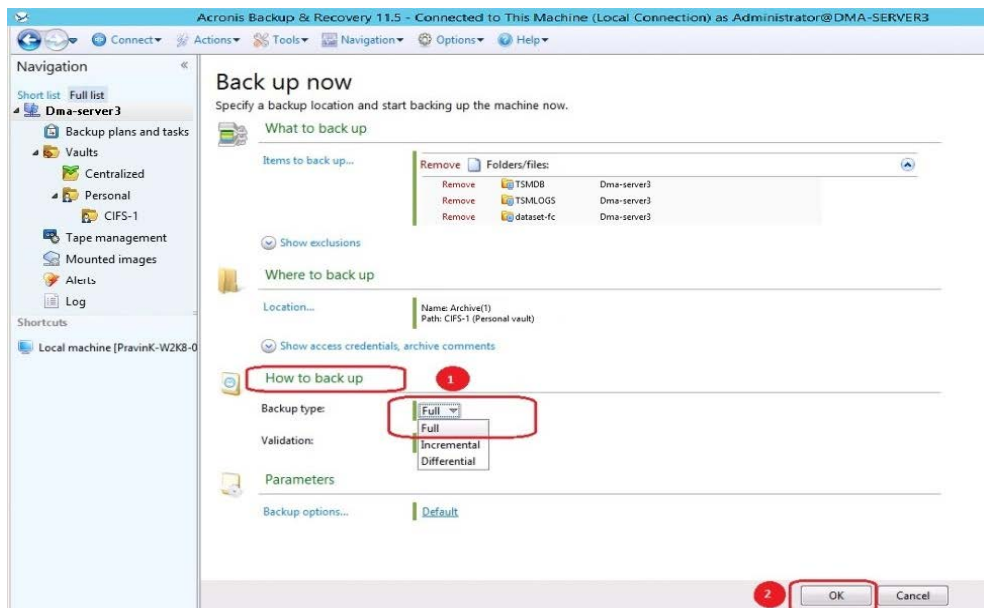 Acronis Backup & Recovery 11.5 - Connected to This Machine (Local Connection) as Administrator@DMA-SERVER3
Connect Actions Tools Navigation Options Help
Navigation
Short list Full list
Dma-server3
Backup plans and tasks
Vaults
Centralized
Personal
CIFS-1
Tape management
Mounted images
Alerts
Log
Shortcuts
Local machine [PravinK-W2K8-0
Back up now
Specify a backup location and start backing up the machine now.
What to back up
Items to back up...
Remove Folders/files:
Remove TSMDB Dma-server3
Remove TSMLOGS Dma-server3
Remove dataset-fc Dma-server3
Show exclusions
Where to back up
Location...
Name: Archive(1)
Path: CIFS-1 (Personal vault)
Show access credentials, archive comments
How to back up
1
Backup type:
Full
Full
Validation:
Incremental
Differential
Parameters
Backup options...
Default
2
OK
Cancel